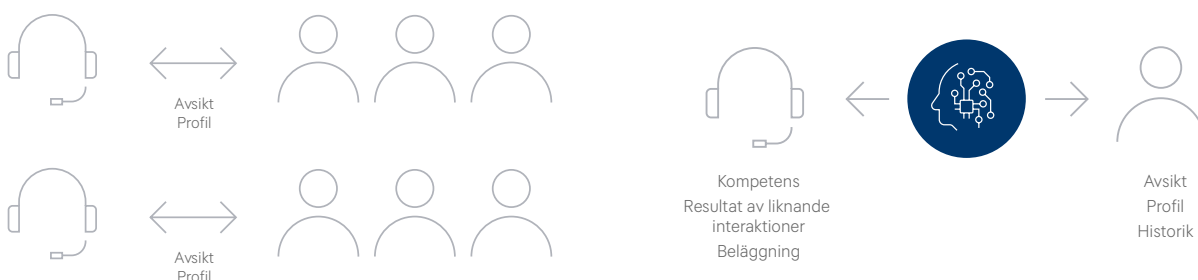 Avsikt
Profil
Avsikt
Profil
Kompetens
Resultat av liknande
interaktioner
Beläggning
Avsikt
Profil
Historik